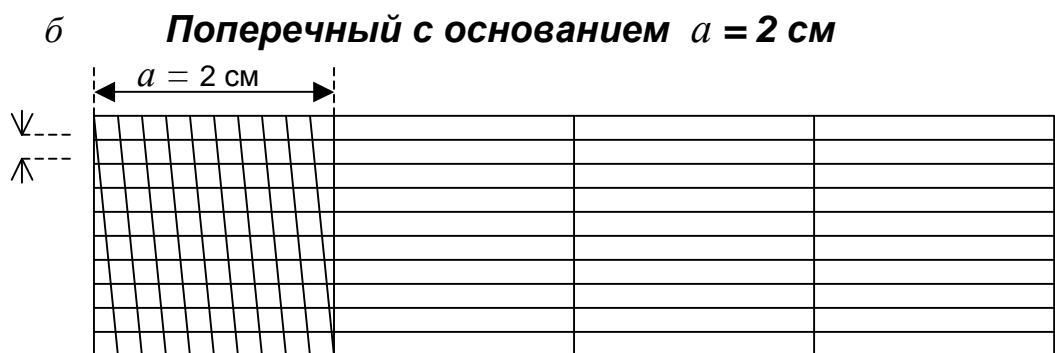 б Поперечный с основанием a = 2 см
a = 2 см